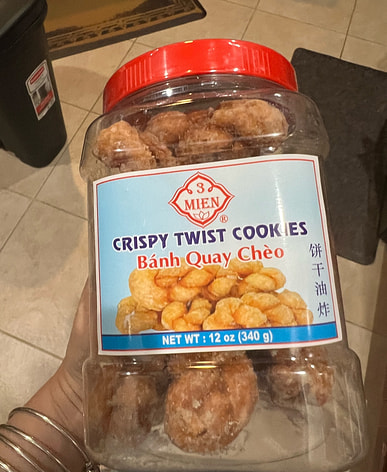 3
MIEN
®
CRISPY TWIST COOKIES
Bánh Quay Chèo
饼干油炸
NET WT : 12 oz (340 g)